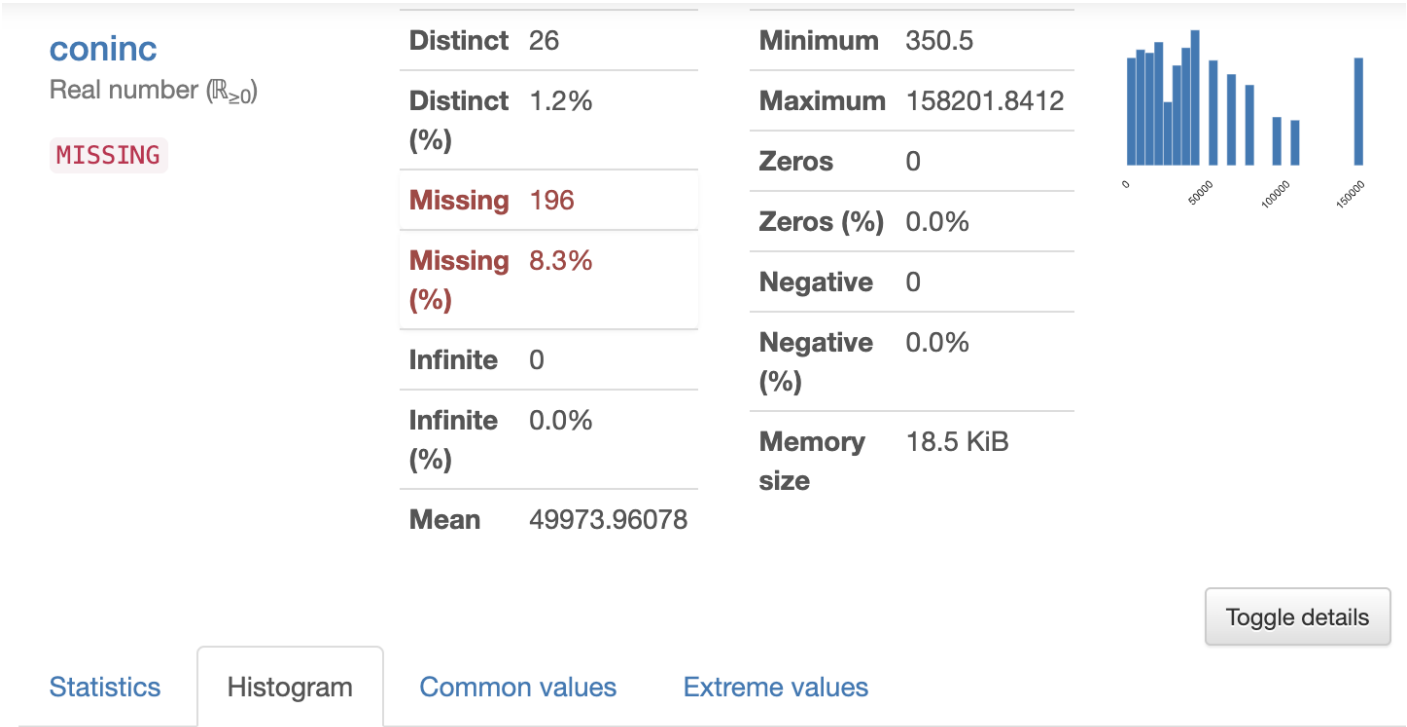 coninc
Real number (ℝ≥0)
MISSING
Distinct 26
Distinct 1.2%
(%)
Missing 196
Missing 8.3%
(%)
Infinite 0
Infinite 0.0%
(%)
Mean 49973.96078
Minimum 350.5
Maximum 158201.8412
Zeros 0
Zeros (%) 0.0%
Negative 0
Negative 0.0%
(%)
Memory 18.5 KiB
size
0 50000 100000 150000
Toggle details
Statistics Histogram Common values Extreme values